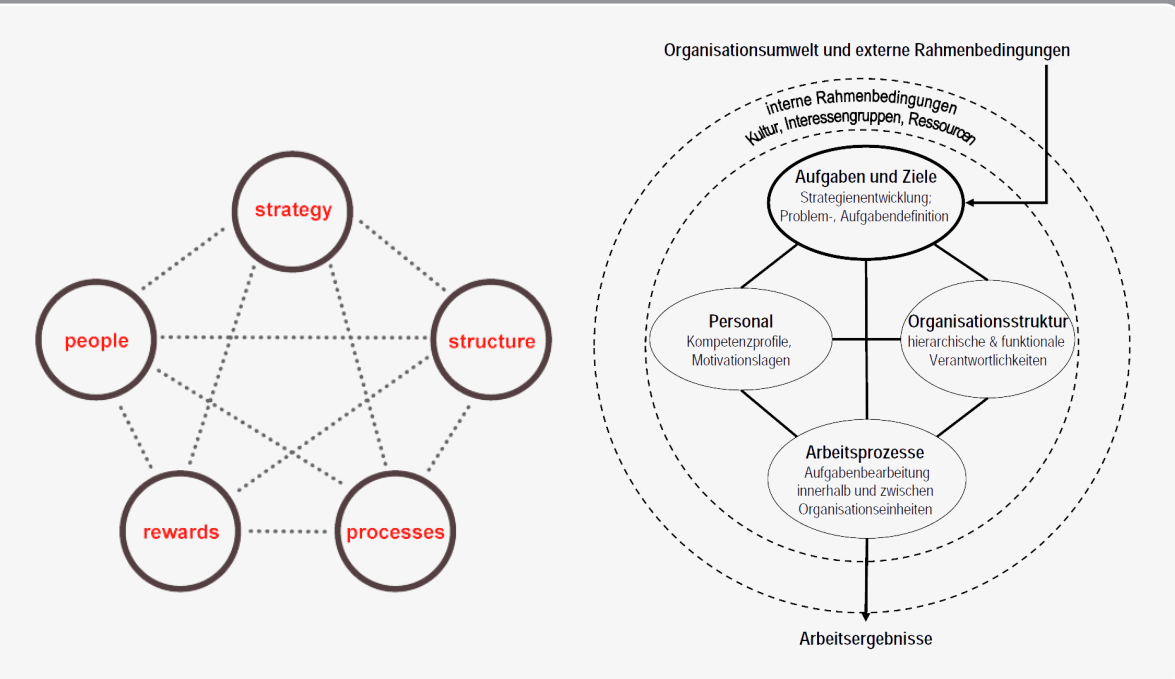 strategy
people
structure
rewards
processes
Organisationsumwelt und externe Rahmenbedingungen
interne Rahmenbedingungen
Kultur, Interessengruppen, Ressourcen
Aufgaben und Ziele
Strategienentwicklung;
Problem-, Aufgabendefinition
Personal
Kompetenzprofile,
Motivationslagen
Organisationsstruktur
hierarchische & funktionale
Verantwortlichkeiten
Arbeitsprozesse
Aufgabenbearbeitung
innerhalb und zwischen
Organisationseinheiten
Arbeitsergebnisse